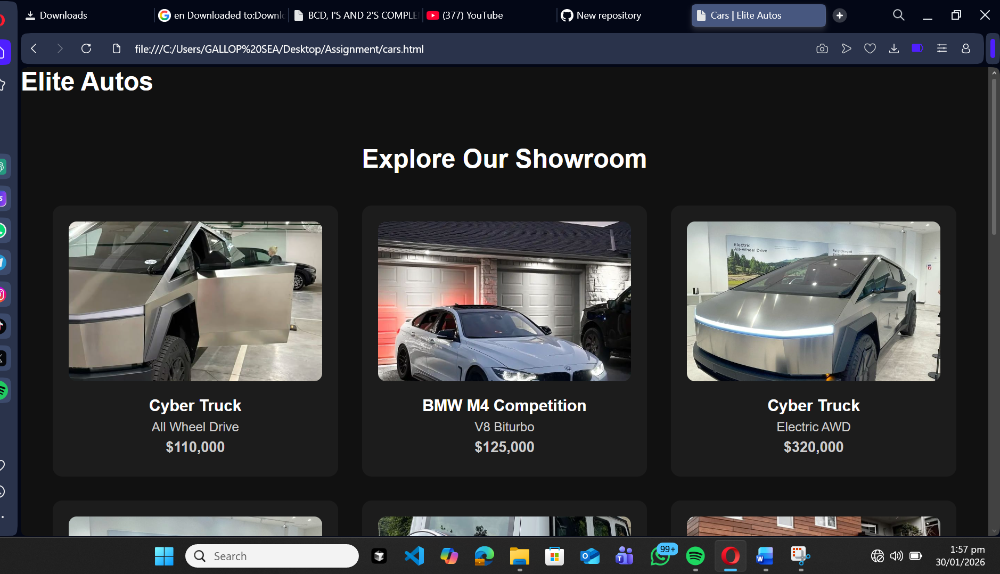 Downloads
en Downloaded to:Downlo
BCD, I'S AND 2'S COMPLE
(377) YouTube
New repository
Cars | Elite Autos
file:///C:/Users/GALLOP%20SEA/Desktop/Assignment/cars.html
Elite Autos
Explore Our Showroom
Electric
All-Wheel Drive
Fully Charged
Cyber Truck
All Wheel Drive
$110,000
BMW M4 Competition
V8 Biturbo
$125,000
Cyber Truck
Electric AWD
$320,000
Search
99+
1:57 pm
30/01/2026